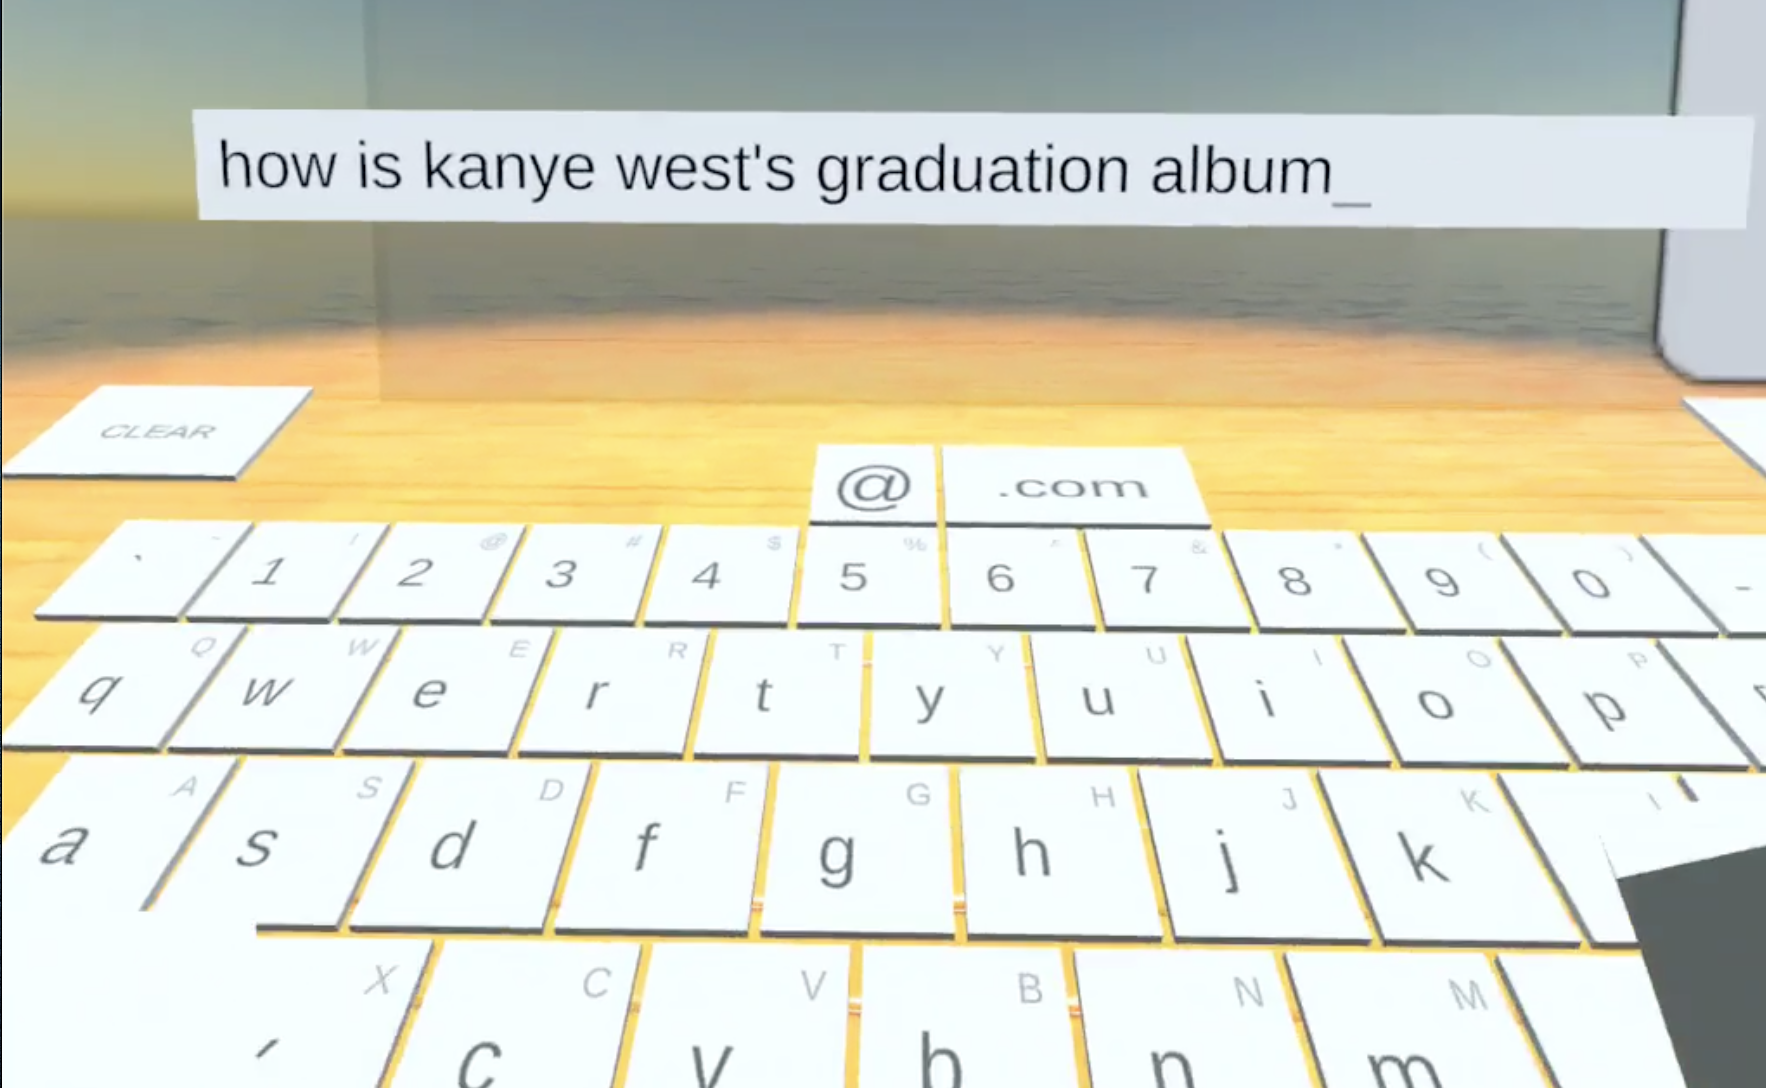 how is kanye west's graduation album_
CLEAR
@ .com
` ~ 1 ! 2 @ 3 # 4 $ 5 % 6 ^ 7 & 8 * 9 ( 0 ) -
q Q w W e E r R t T y Y u U i I o O p P
a A s S d D f F g G h H j J k K
X c C v V b B n N m M